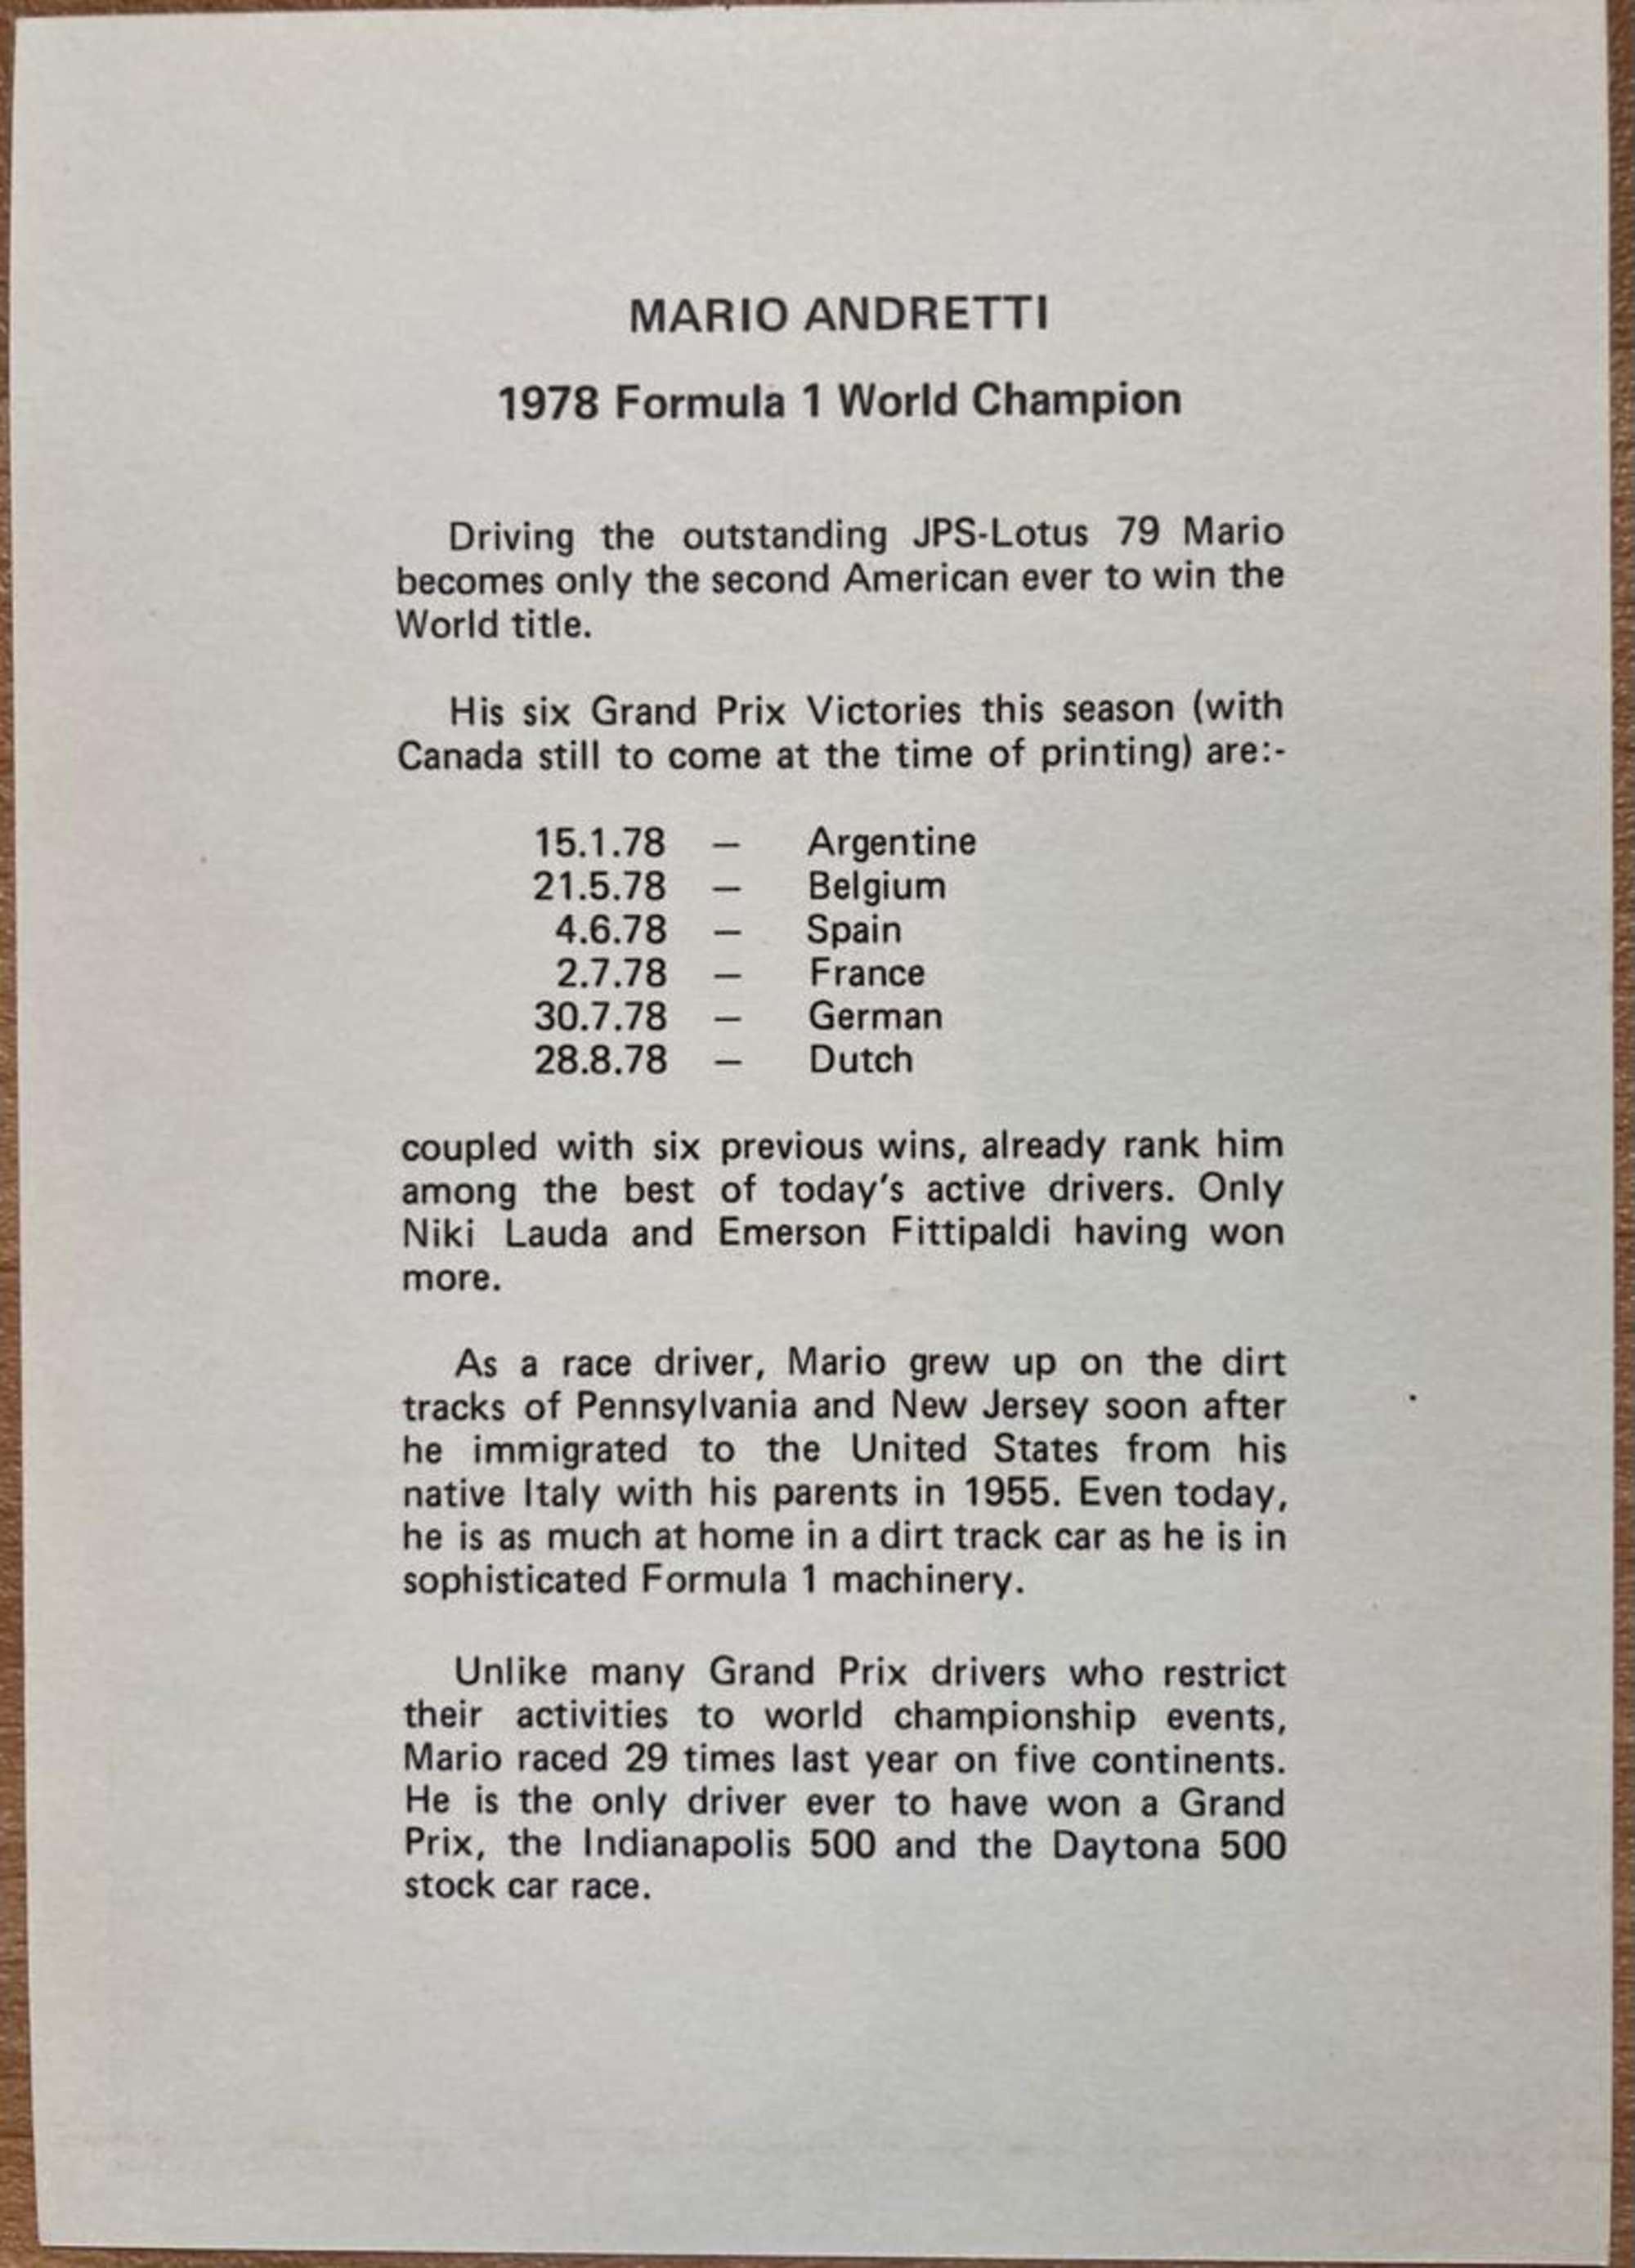 MARIO ANDRETTI
1978 Formula 1 World Champion
Driving the outstanding JPS-Lotus 79 Mario
becomes only the second American ever to win the
World title.
His six Grand Prix Victories this season (with
Canada still to come at the time of printing) are:-
15.1.78 – Argentine
21.5.78 – Belgium
4.6.78 – Spain
2.7.78 – France
30.7.78 – German
28.8.78 – Dutch
coupled with six previous wins, already rank him
among the best of today's active drivers. Only
Niki Lauda and Emerson Fittipaldi having won
more.
As a race driver, Mario grew up on the dirt
tracks of Pennsylvania and New Jersey soon after
he immigrated to the United States from his
native Italy with his parents in 1955. Even today,
he is as much at home in a dirt track car as he is in
sophisticated Formula 1 machinery.
Unlike many Grand Prix drivers who restrict
their activities to world championship events,
Mario raced 29 times last year on five continents.
He is the only driver ever to have won a Grand
Prix, the Indianapolis 500 and the Daytona 500
stock car race.